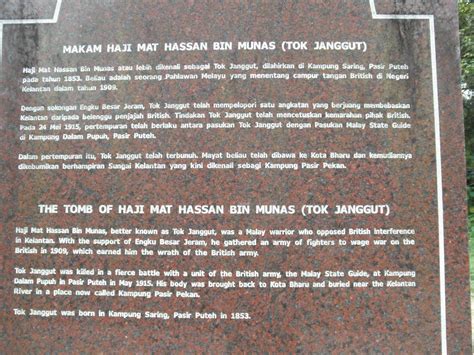 MAKAM HAJI MAT HASSAN BIN MUNAS (TOK JANGGUT)
Haji Mat Hassan Bin Munas atau lebih dikenali sebagai Tok Janggut, dilahirkan di Kampung Saring, Pasir Puteh
pada tahun 1853. Beliau adalah seorang Pahlawan Melayu yang menentang campur tangan British di Negeri
Kelantan dalam tahun 1909.
Dengan sokongan Engku Besar Jeram, Tok Janggut telah mempelopori satu angkatan yang berjuang membebaskan
Kelantan daripada belenggu penjajah British. Tindakan Tok Janggut telah mencetuskan kemarahan pihak British.
Pada 24 Mei 1915, pertempuran telah berlaku antara pasukan Tok Janggut dengan Pasukan Malay State Guide
di Kampung Dalam Pupuh, Pasir Puteh.
Dalam pertempuran itu, Tok Janggut telah terbunuh. Mayat beliau telah dibawa ke Kota Bharu dan kemudiannya
dikebumikan berhampiran Sungai Kelantan yang kini dikenali sebagai Kampung Pasir Pekan.
THE TOMB OF HAJI MAT HASSAN BIN MUNAS (TOK JANGGUT)
Haji Mat Hassan Bin Munas, better known as Tok Janggut, was a Malay warrior who opposed British interference
in Kelantan. With the support of Engku Besar Jeram, he gathered an army of fighters to wage war on the
British in 1909, which earned him the wrath of the British army.
Tok Janggut was killed in a fierce battle with a unit of the British army, the Malay State Guide, at Kampung
Dalam Pupuh in Pasir Puteh in May 1915. His body was brought back to Kota Bharu and buried near the Kelantan
River in a place now called Kampung Pasir Pekan.
Tok Janggut was born in Kampung Saring, Pasir Puteh in 1853.